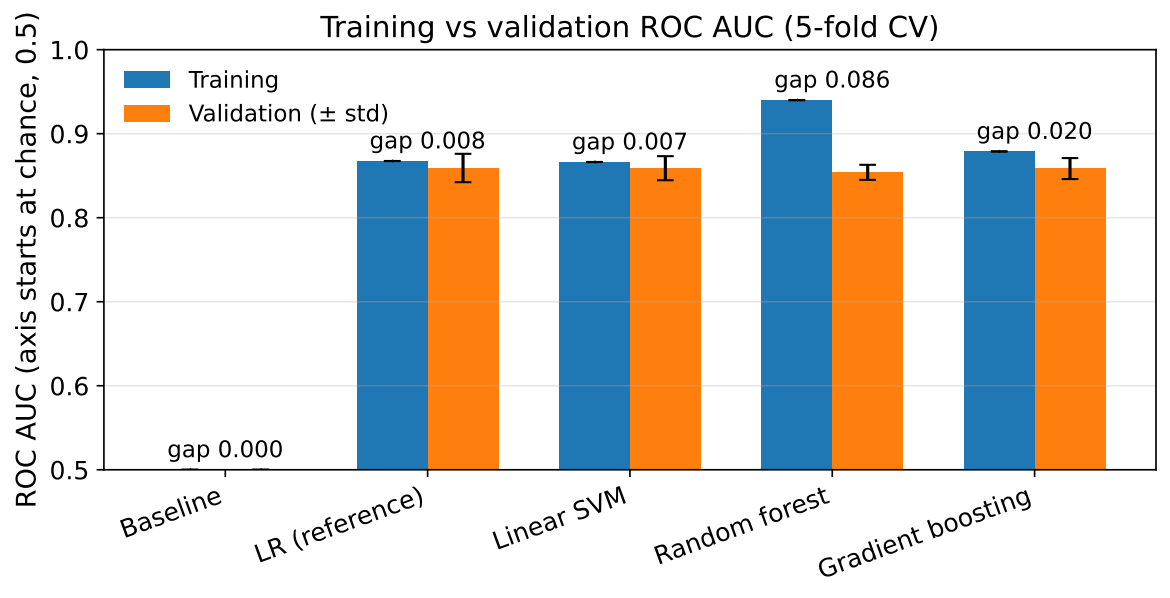 Training vs validation ROC AUC (5-fold CV)
ROC AUC (axis starts at chance, 0.5)
1.0
0.9
0.8
0.7
0.6
0.5
Training
Validation (± std)
gap 0.000
gap 0.008
gap 0.007
gap 0.086
gap 0.020
Baseline
LR (reference)
Linear SVM
Random forest
Gradient boosting